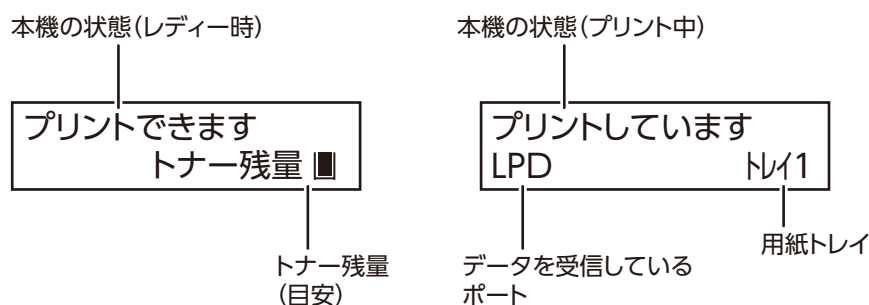 本機の状態(レディー時)
プリントできます
トナー残量
トナー残量
(目安)
本機の状態(プリント中)
プリントしています
LPD トレイ1
データを受信している
ポート
用紙トレイ